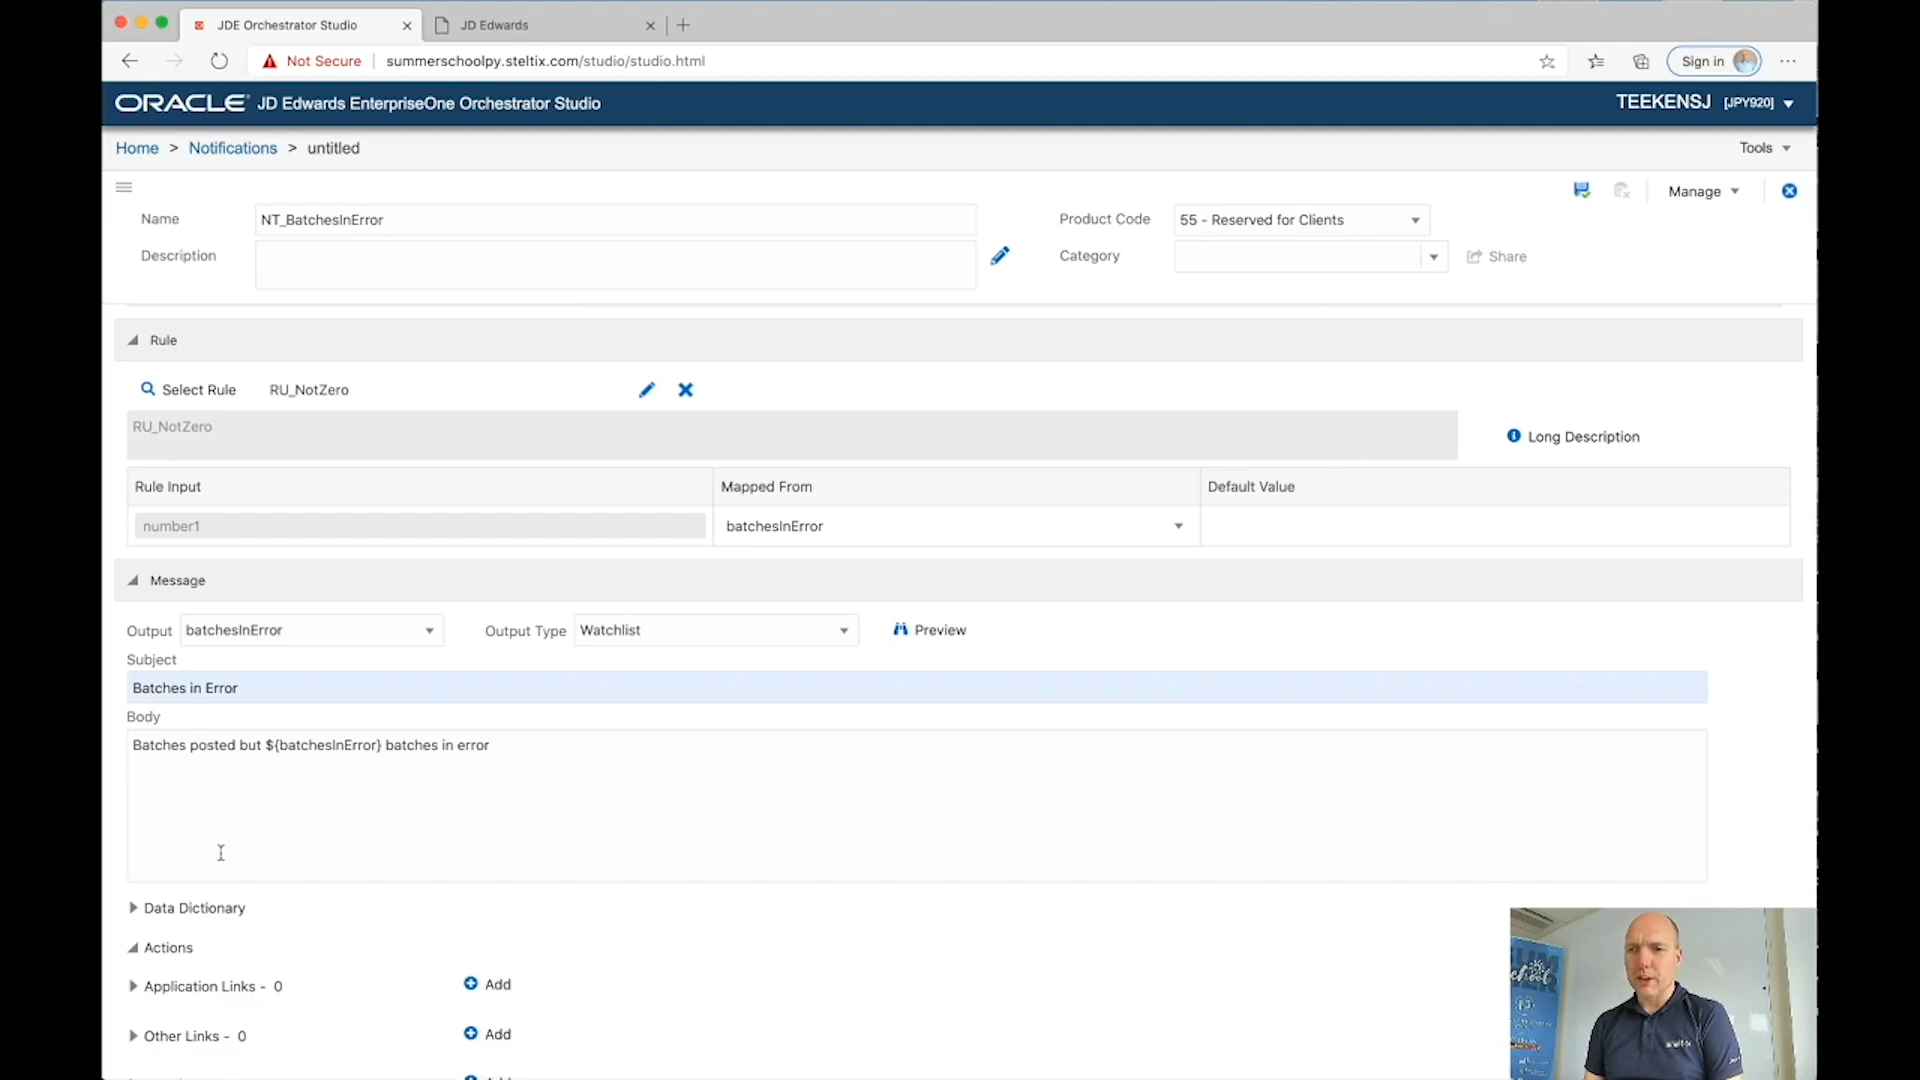 JDE Orchestrator Studio
JD Edwards
Not Secure
summerschoolpy.steltix.com/studio/studio.html
Sign in
ORACLE JD Edwards EnterpriseOne Orchestrator Studio
TEEKENSJ [JPY920]
Home > Notifications > untitled
Tools
Manage
Name NT_BatchesInError
Product Code 55 - Reserved for Clients
Description
Category
Share
Rule
Select Rule RU_NotZero
RU_NotZero
Long Description
Rule Input Mapped From Default Value
number1 batchesInError
Message
Output batchesInError Output Type Watchlist Preview
Subject
Batches in Error
Body
Batches posted but ${batchesInError} batches in error
Data Dictionary
Actions
Application Links - 0 Add
Other Links - 0 Add
school